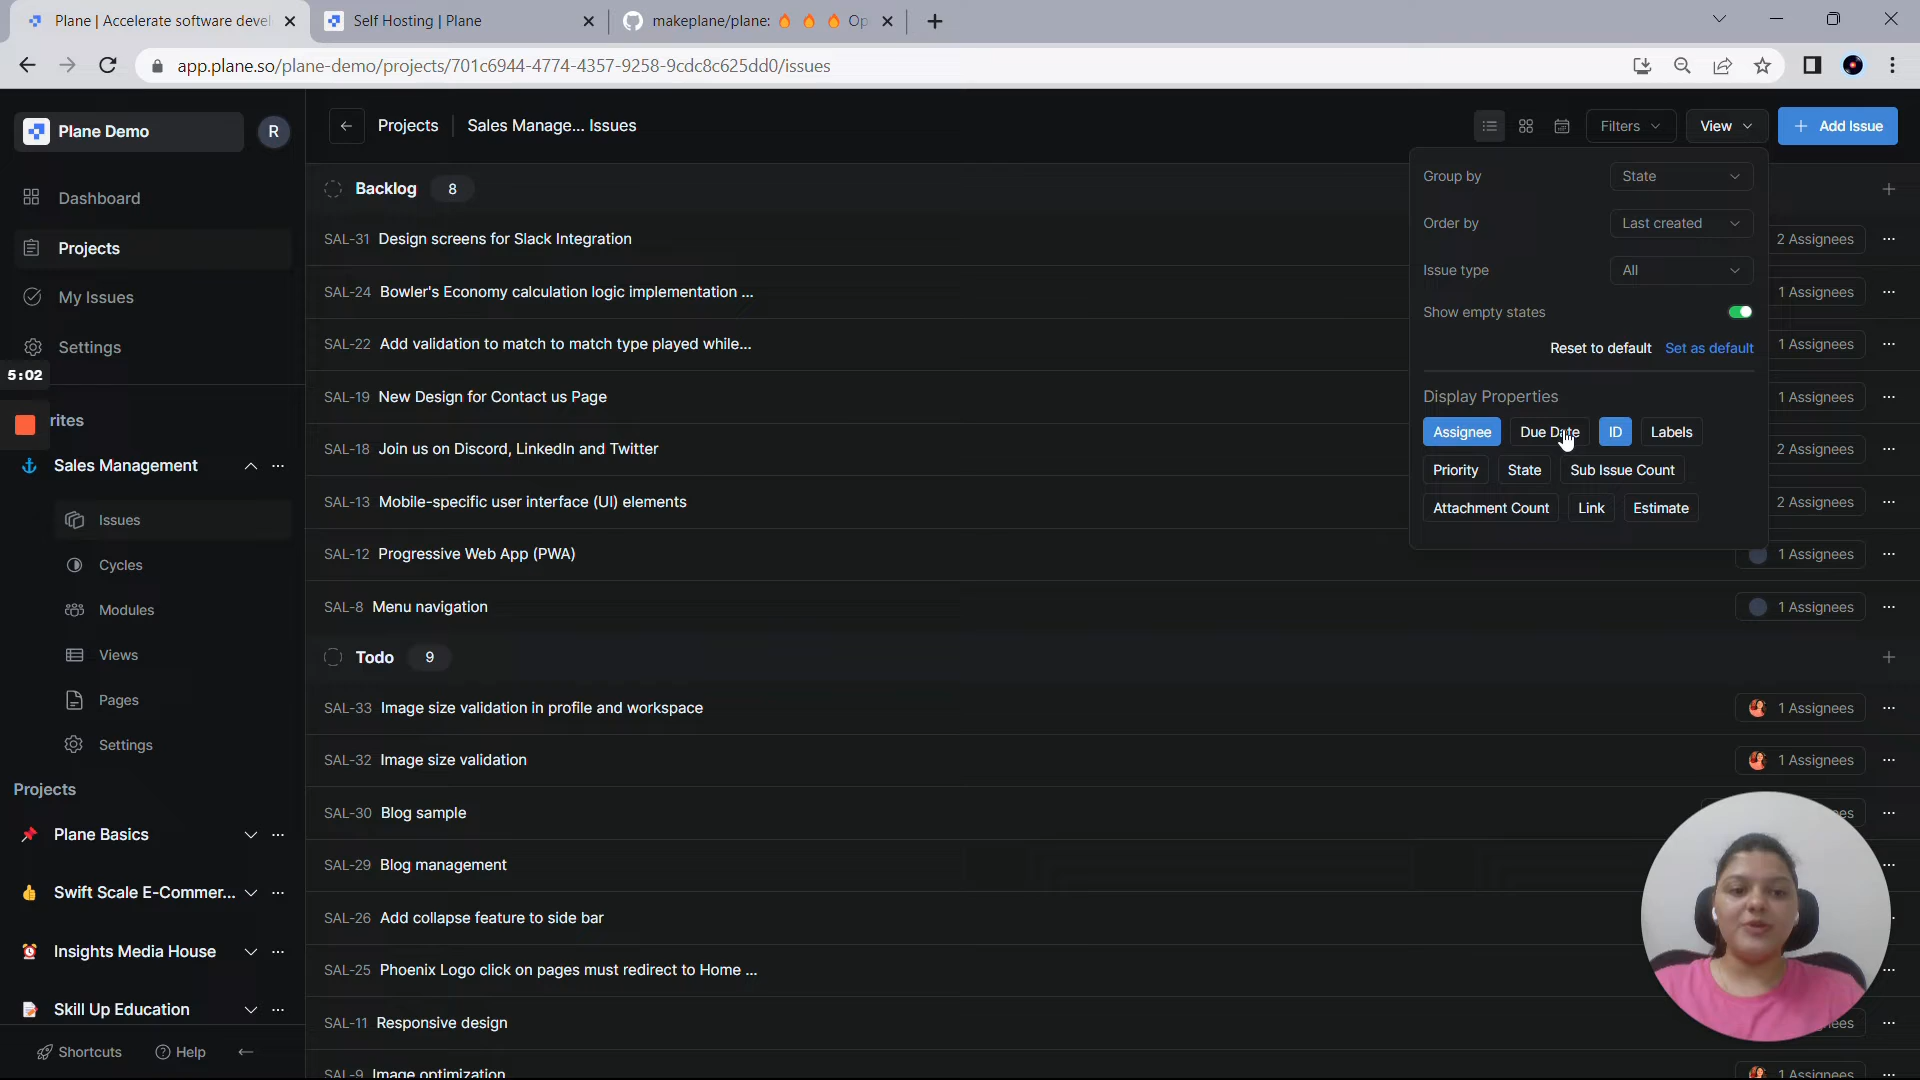 Plane | Accelerate software devel
Self Hosting | Plane
makeplane/plane: 🔥 🔥 🔥 Op
app.plane.so/plane-demo/projects/701c6944-4774-4357-9258-9cdc8c625dd0/issues
Plane Demo
R
Projects
Sales Manage... Issues
Filters
View
Add Issue
Dashboard
Projects
My Issues
Settings
5:02
rites
Sales Management
Issues
Cycles
Modules
Views
Pages
Settings
Projects
Plane Basics
Swift Scale E-Commer...
Insights Media House
Skill Up Education
Shortcuts
Help
Backlog 8
SAL-31 Design screens for Slack Integration
2 Assignees
SAL-24 Bowler's Economy calculation logic implementation ...
1 Assignees
SAL-22 Add validation to match to match type played while...
1 Assignees
SAL-19 New Design for Contact us Page
1 Assignees
SAL-18 Join us on Discord, LinkedIn and Twitter
2 Assignees
SAL-13 Mobile-specific user interface (UI) elements
2 Assignees
SAL-12 Progressive Web App (PWA)
1 Assignees
SAL-8 Menu navigation
1 Assignees
Todo 9
SAL-33 Image size validation in profile and workspace
1 Assignees
SAL-32 Image size validation
1 Assignees
SAL-30 Blog sample
ees
SAL-29 Blog management
SAL-26 Add collapse feature to side bar
SAL-25 Phoenix Logo click on pages must redirect to Home ...
SAL-11 Responsive design
ees
SAL-9 Image optimization
1 Assignees
Group by
State
Order by
Last created
Issue type
All
Show empty states
Reset to default
Set as default
Display Properties
Assignee
Due Date
ID
Labels
Priority
State
Sub Issue Count
Attachment Count
Link
Estimate